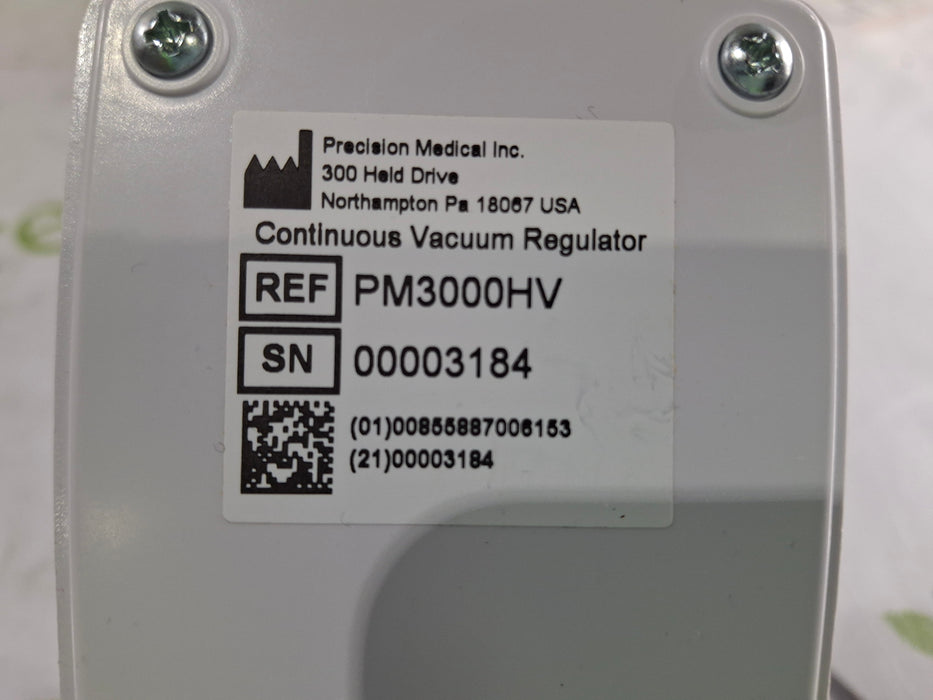 Precision Medical Inc.
300 Held Drive
Northampton Pa 18067 USA
Continuous Vacuum Regulator
REF PM3000HV
SN 00003184
(01)00855887006153
(21)00003184